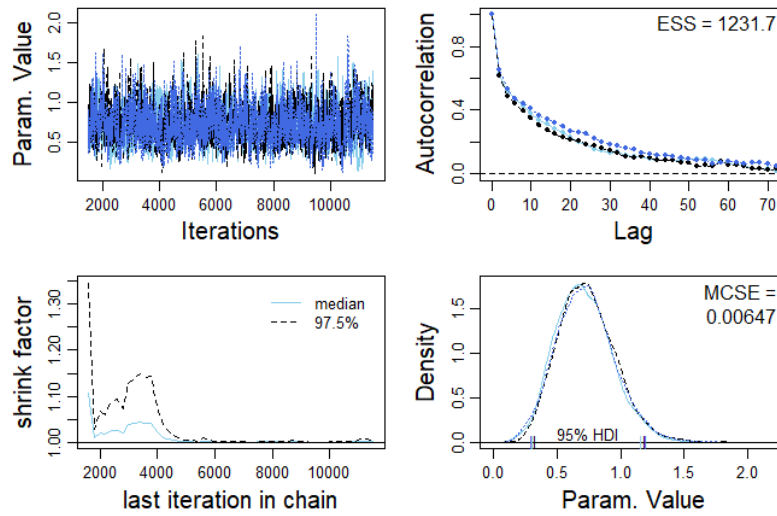 Param. Value
0.5 1.0 1.5 2.0
2000 4000 6000 8000 10000
Iterations
Autocorrelation
0.0 0.4 0.8
ESS = 1231.7
0 10 20 30 40 50 60 70
Lag
shrink factor
1.00 1.10 1.20 1.30
median
97.5%
2000 4000 6000 8000 10000
last iteration in chain
Density
0.0 0.5 1.0 1.5
MCSE =
0.00647
95% HDI
0.0 0.5 1.0 1.5 2.0
Param. Value